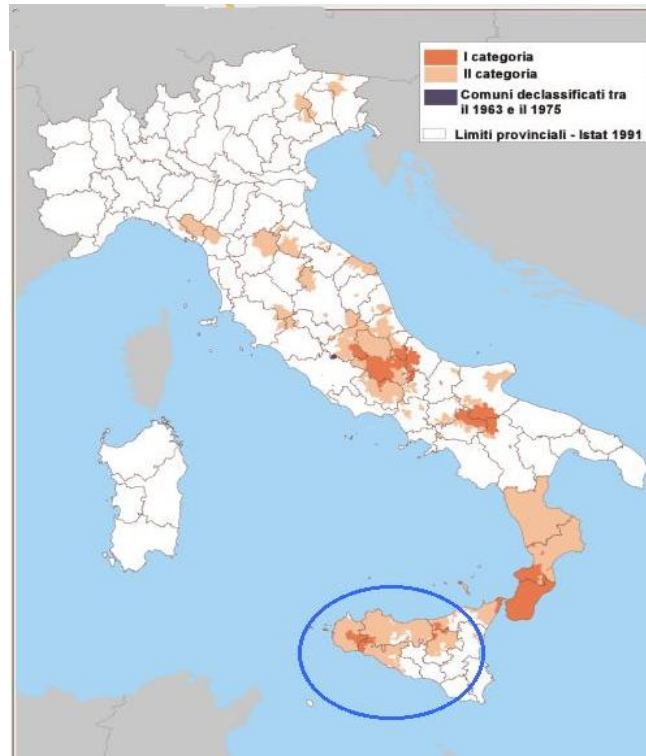 I categoria
II categoria
Comuni declassificati tra
il 1963 e il 1975
Limiti provinciali - Istat 1991